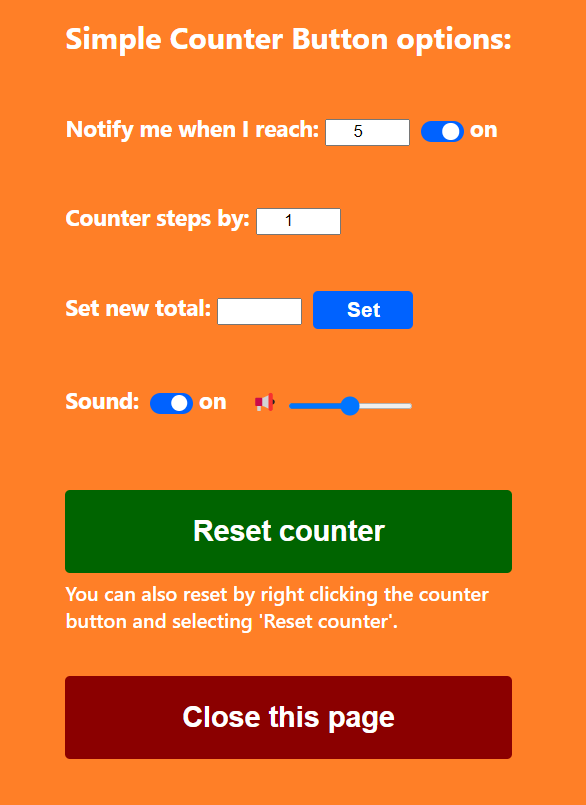 Simple Counter Button options:
Notify me when I reach: 5 on
Counter steps by: 1
Set new total: Set
Sound: on
Reset counter
You can also reset by right clicking the counter
button and selecting 'Reset counter'.
Close this page